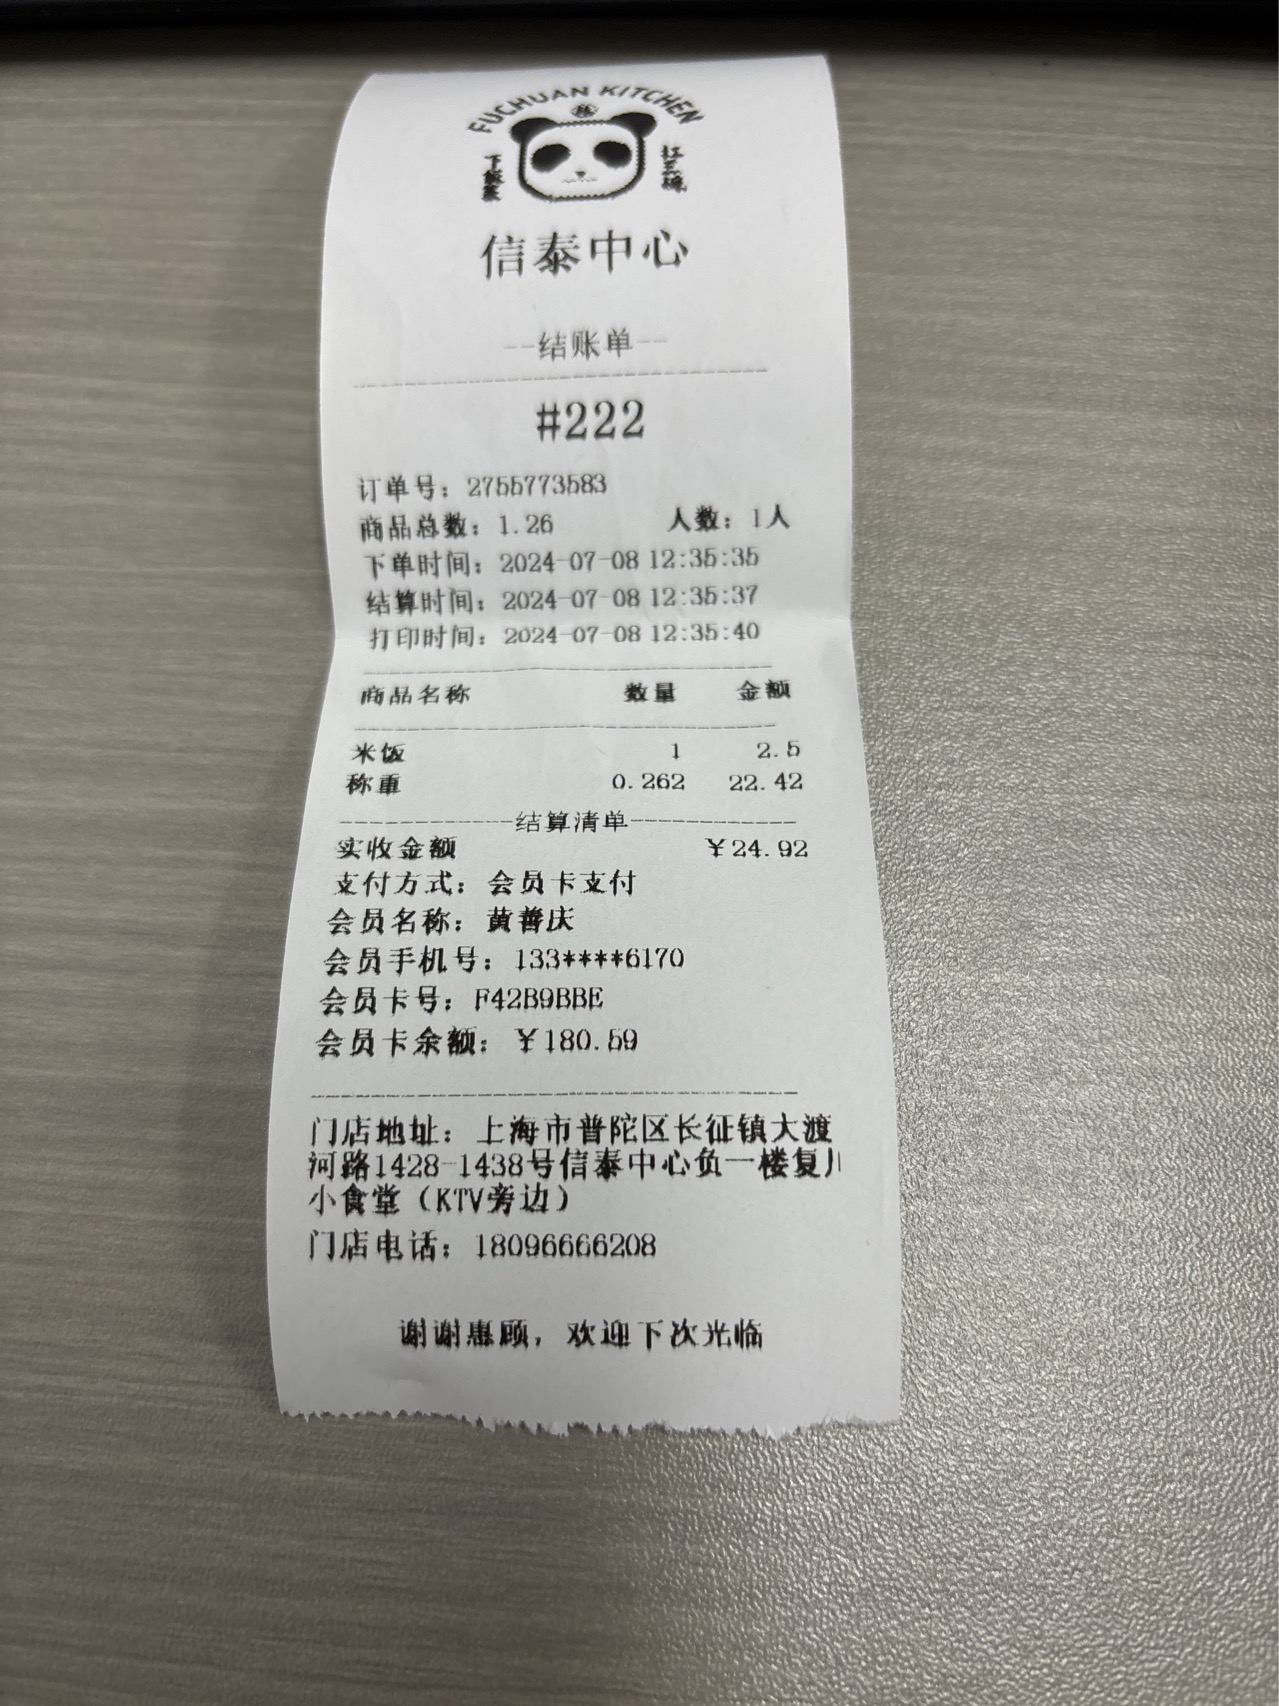 FUCHUAN KITCHEN
下饭菜
江三碗
信泰中心
--结账单--
#222
订单号：2755773583
商品总数：1.26 人数：1人
下单时间：2024-07-08 12:35:35
结算时间：2024-07-08 12:35:37
打印时间：2024-07-08 12:35:40
商品名称 数量 金额
米饭 1 2.5
称重 0.262 22.42
结算清单
实收金额 ￥24.92
支付方式：会员卡支付
会员名称：黄善庆
会员手机号：133****6170
会员卡号：F42B9BBE
会员卡余额：￥180.59
门店地址：上海市普陀区长征镇大渡
河路1428-1438号信泰中心负一楼复川
小食堂（KTV旁边）
门店电话：18096666208
谢谢惠顾，欢迎下次光临